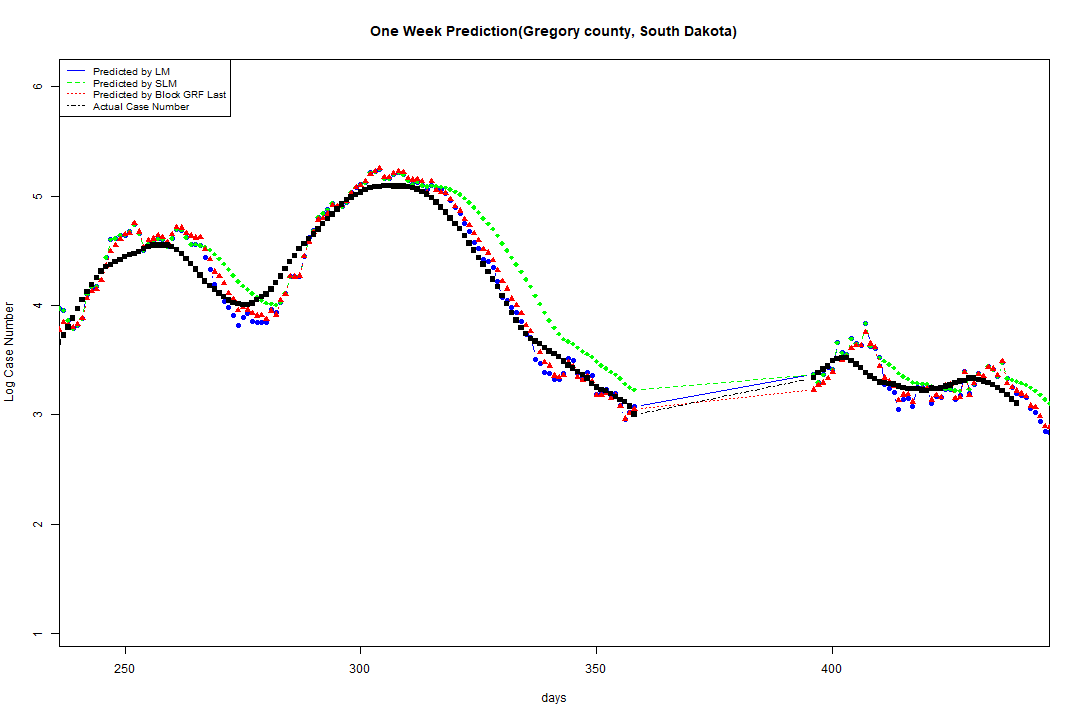 One Week Prediction(Gregory county, South Dakota)
Predicted by LM
Predicted by SLM
Predicted by Block GRF Last
Actual Case Number
6
5
4
3
2
1
Log Case Number
250
300
350
400
days